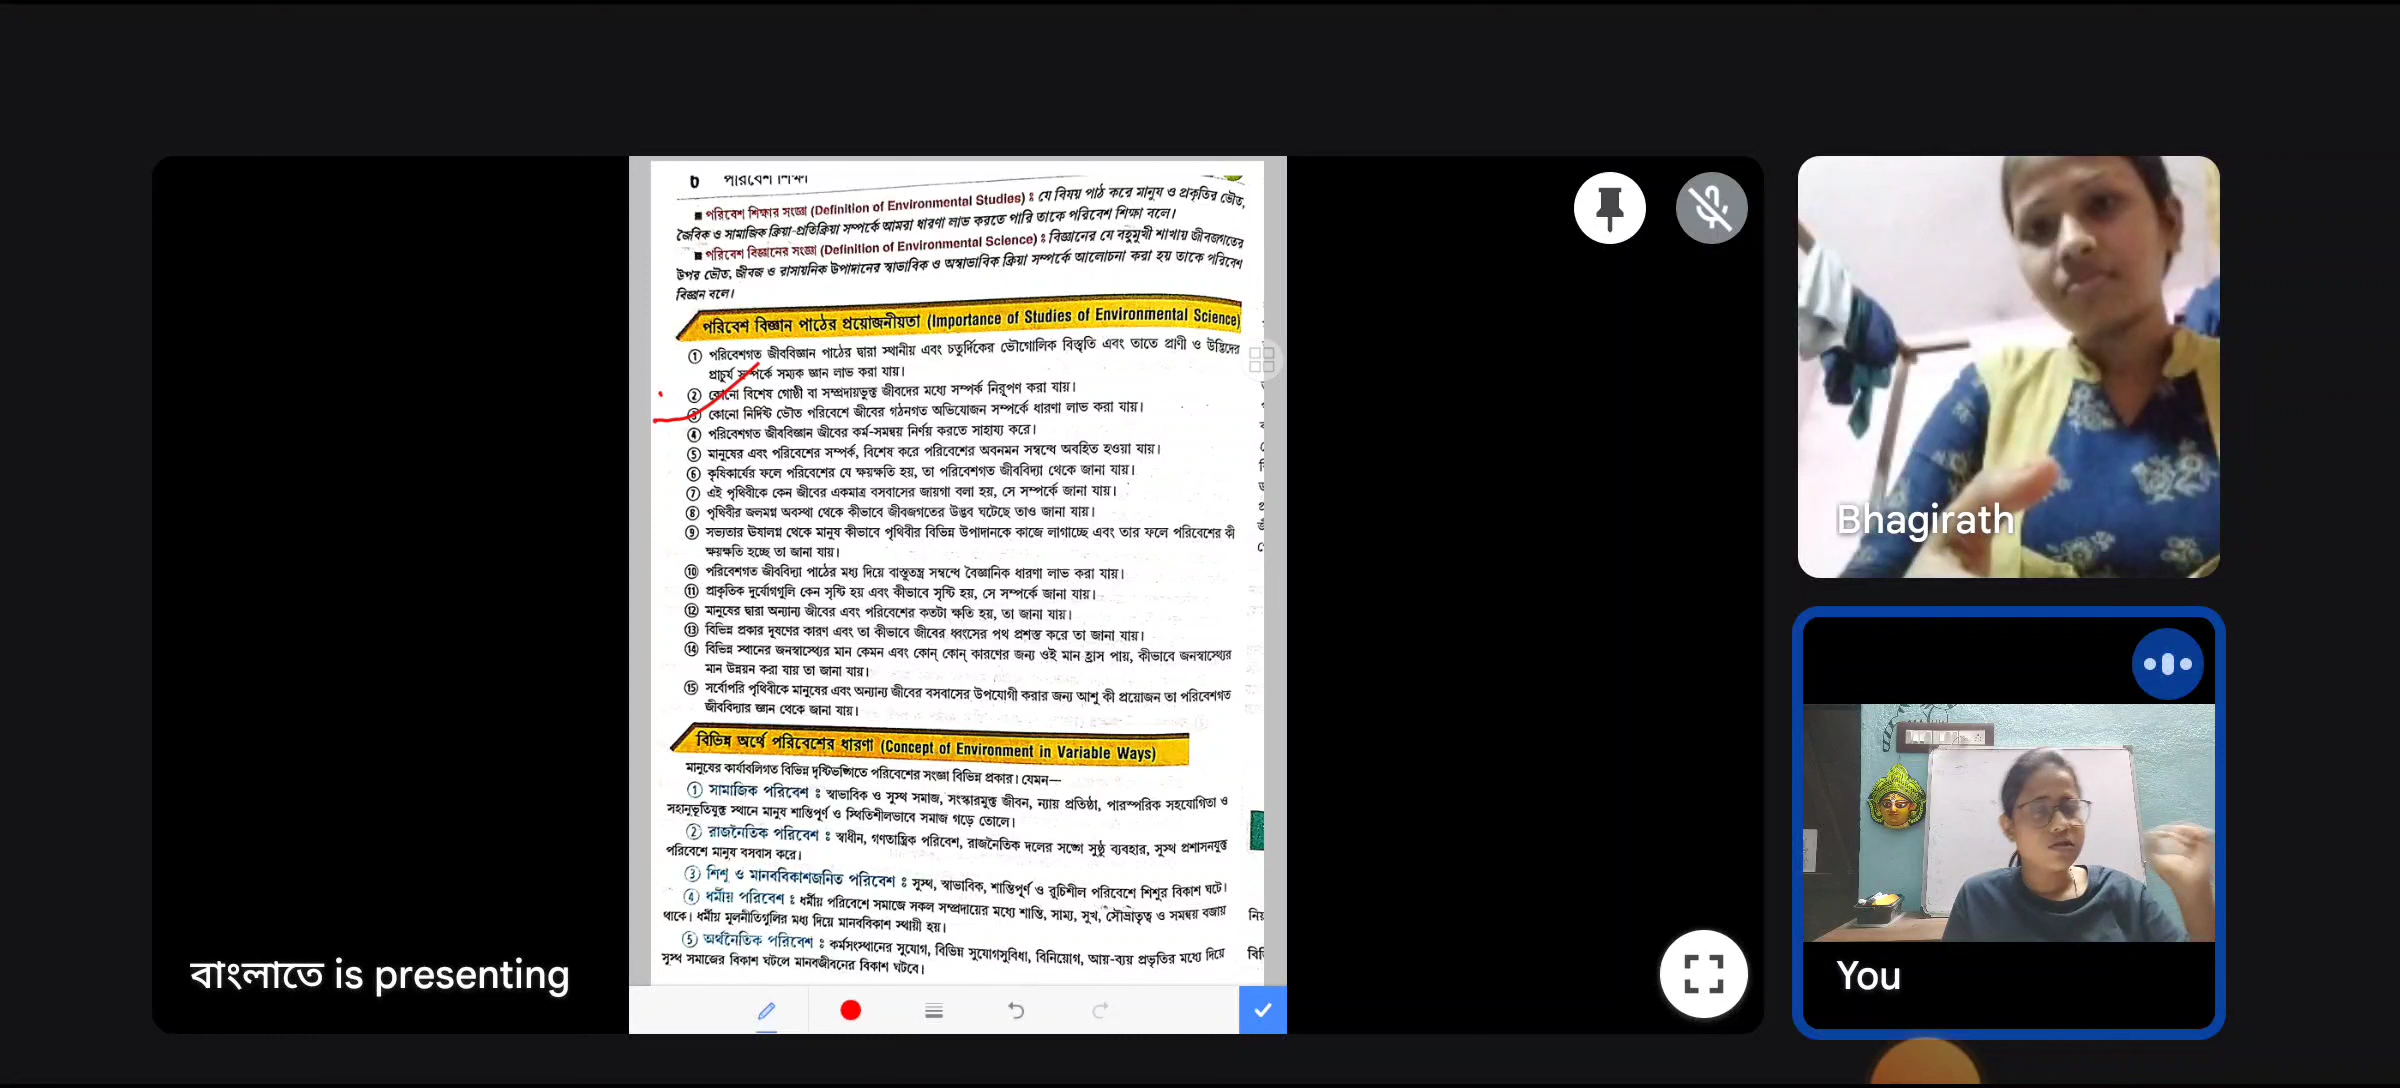 6 পরিবেশ শিক্ষা
■ পরিবেশ শিক্ষার সংজ্ঞা (Definition of Environmental Studies) : যে বিষয় পাঠ করে মানুষ ও প্রকৃতির ভৌত,
জৈবিক ও সামাজিক ক্রিয়া-প্রতিক্রিয়া সম্পর্কে আমরা ধারণা লাভ করতে পারি তাকে পরিবেশ শিক্ষা বলে।
■ পরিবেশ বিজ্ঞানের সংজ্ঞা (Definition of Environmental Science) : বিজ্ঞানের যে বহুমুখী শাখায় জীবজগতের
উপর ভৌত, জীবজ ও রাসায়নিক উপাদানের স্বাভাবিক ও অস্বাভাবিক ক্রিয়া সম্পর্কে আলোচনা করা হয় তাকে পরিবেশ
বিজ্ঞান বলে।
পরিবেশ বিজ্ঞান পাঠের প্রয়োজনীয়তা (Importance of Studies of Environmental Science)
① পরিবেশগত জীববিজ্ঞান পাঠের দ্বারা স্থানীয় এবং চতুর্দিকের ভৌগোলিক বিস্তৃতি এবং তাতে প্রাণী ও উদ্ভিদের
প্রাচুর্য সম্পর্কে সম্যক জ্ঞান লাভ করা যায়।
② কোনো বিশেষ গোষ্ঠী বা সম্প্রদায়ভুক্ত জীবদের মধ্যে সম্পর্ক নিরূপণ করা যায়।
③ কোনো নির্দিষ্ট ভৌত পরিবেশে জীবের গঠনগত অভিযোজন সম্পর্কে ধারণা লাভ করা যায়।
④ পরিবেশগত জীববিজ্ঞান জীবের কর্ম-সমন্বয় নির্ণয় করতে সাহায্য করে।
⑤ মানুষের এবং পরিবেশের সম্পর্ক, বিশেষ করে পরিবেশের অবনমন সম্বন্ধে অবহিত হওয়া যায়।
⑥ কৃষিকার্যের ফলে পরিবেশের যে ক্ষয়ক্ষতি হয়, তা পরিবেশগত জীববিদ্যা থেকে জানা যায়।
⑦ এই পৃথিবীকে কেন জীবের একমাত্র বসবাসের জায়গা বলা হয়, সে সম্পর্কে জানা যায়।
⑧ পৃথিবীর জলমগ্ন অবস্থা থেকে কীভাবে জীবজগতের উদ্ভব ঘটেছে তাও জানা যায়।
⑨ সভ্যতার ঊষালগ্ন থেকে মানুষ কীভাবে পৃথিবীর বিভিন্ন উপাদানকে কাজে লাগাচ্ছে এবং তার ফলে পরিবেশের কী
ক্ষয়ক্ষতি হচ্ছে তা জানা যায়।
⑩ পরিবেশগত জীববিদ্যা পাঠের মধ্য দিয়ে বাস্তুতন্ত্র সম্বন্ধে বৈজ্ঞানিক ধারণা লাভ করা যায়।
⑪ প্রাকৃতিক দুর্যোগগুলি কেন সৃষ্টি হয় এবং কীভাবে সৃষ্টি হয়, সে সম্পর্কে জানা যায়।
⑫ মানুষের দ্বারা অন্যান্য জীবের এবং পরিবেশের কতটা ক্ষতি হয়, তা জানা যায়।
⑬ বিভিন্ন প্রকার দূষণের কারণ এবং তা কীভাবে জীবের ধ্বংসের পথ প্রশস্ত করে তা জানা যায়।
⑭ বিভিন্ন স্থানের জনস্বাস্থ্যের মান কেমন এবং কোন্ কোন্ কারণের জন্য ওই মান হ্রাস পায়, কীভাবে জনস্বাস্থ্যের
মান উন্নয়ন করা যায় তা জানা যায়।
⑮ সর্বোপরি পৃথিবীকে মানুষের এবং অন্যান্য জীবের বসবাসের উপযোগী করার জন্য আশু কী প্রয়োজন তা পরিবেশগত
জীববিদ্যার জ্ঞান থেকে জানা যায়।
বিভিন্ন অর্থে পরিবেশের ধারণা (Concept of Environment in Variable Ways)
মানুষের কার্যাবলিগত বিভিন্ন দৃষ্টিভঙ্গিতে পরিবেশের সংজ্ঞা বিভিন্ন প্রকার। যেমন—
① সামাজিক পরিবেশ : স্বাভাবিক ও সুস্থ সমাজ, সংস্কারমুক্ত জীবন, ন্যায় প্রতিষ্ঠা, পারস্পরিক সহযোগিতা ও
সহানুভূতিযুক্ত স্থানে মানুষ শান্তিপূর্ণ ও স্থিতিশীলভাবে সমাজ গড়ে তোলে।
② রাজনৈতিক পরিবেশ : স্বাধীন, গণতান্ত্রিক পরিবেশ, রাজনৈতিক দলের সঙ্গে সুষ্ঠু ব্যবহার, সুস্থ প্রশাসনযুক্ত
পরিবেশে মানুষ বসবাস করে।
③ শিশু ও মানববিকাশজনিত পরিবেশ : সুস্থ, স্বাভাবিক, শান্তিপূর্ণ ও রুচিশীল পরিবেশে শিশুর বিকাশ ঘটে।
④ ধর্মীয় পরিবেশ : ধর্মীয় পরিবেশে সমাজে সকল সম্প্রদায়ের মধ্যে শান্তি, সাম্য, সুখ, সৌভ্রাতৃত্ব ও সমন্বয় বজায়
থাকে। ধর্মীয় মূলনীতিগুলির মধ্য দিয়ে মানববিকাশ স্থায়ী হয়।
⑤ অর্থনৈতিক পরিবেশ : কর্মসংস্থানের সুযোগ, বিভিন্ন সুযোগসুবিধা, বিনিয়োগ, আয়-ব্যয় প্রভৃতির মধ্যে দিয়ে
সুস্থ সমাজের বিকাশ ঘটলে মানবজীবনের বিকাশ ঘটবে।
বাংলাতে is presenting
Bhagirath
You